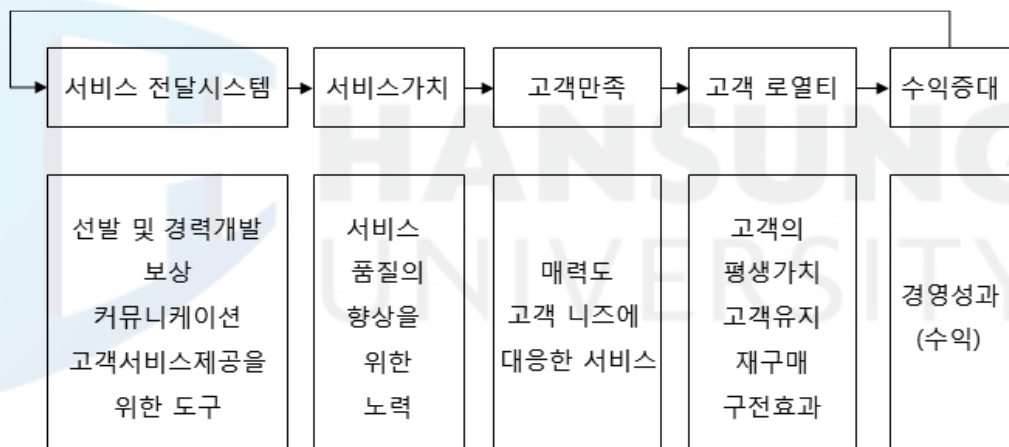 서비스 전달시스템
서비스가치
고객만족
고객 로열티
수익증대
선발 및 경력개발
보상
커뮤니케이션
고객서비스제공을
위한 도구
서비스
품질의
향상을
위한
노력
매력도
고객 니즈에
대응한 서비스
고객의
평생가치
고객유지
재구매
구전효과
경영성과
(수익)
HANSUNG
UNIVERSITY